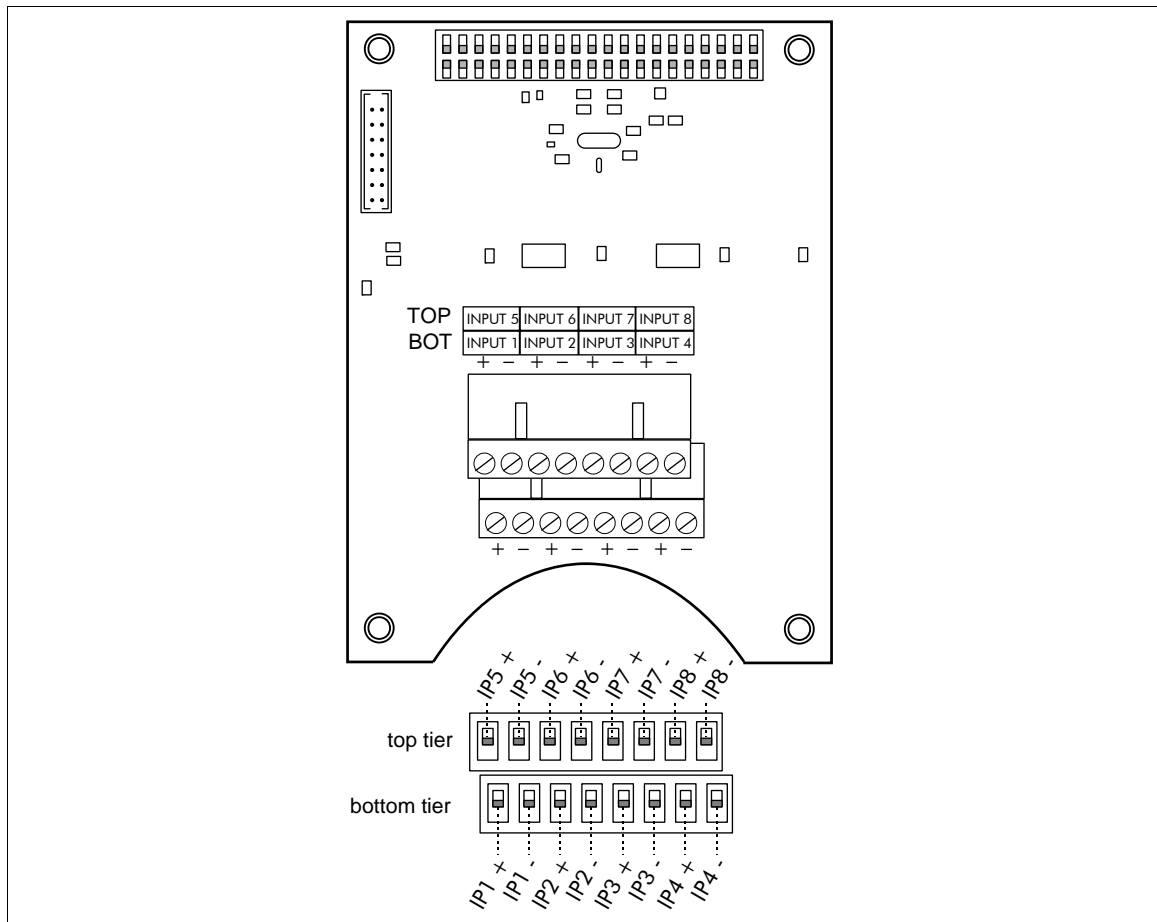 TOP INPUT 5 INPUT 6 INPUT 7 INPUT 8
BOT INPUT 1 INPUT 2 INPUT 3 INPUT 4
+ − + − + − + −
+ − + − + − + −
IP5 + IP5 - IP6 + IP6 - IP7 + IP7 - IP8 + IP8 -
top tier
bottom tier
IP1 + IP1 - IP2 + IP2 - IP3 + IP3 - IP4 + IP4 -